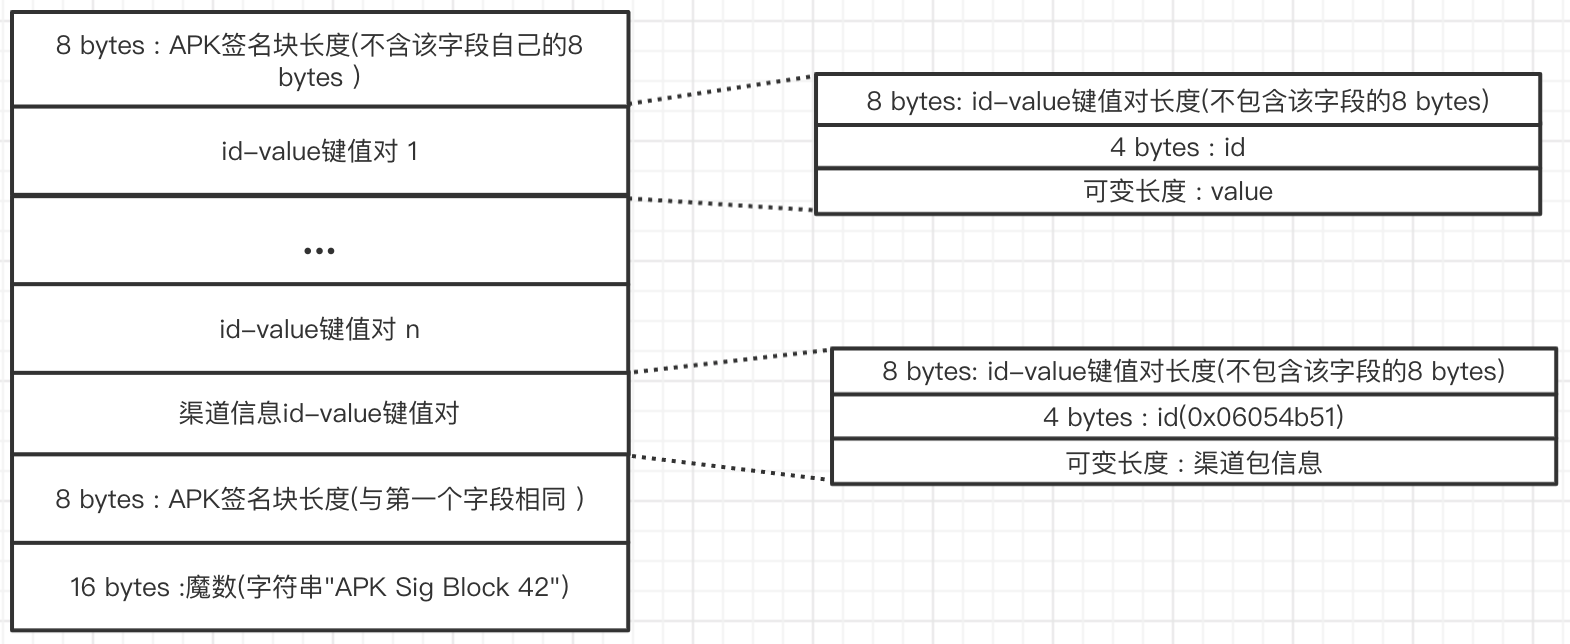 8 bytes : APK签名块长度(不含该字段自己的8
bytes )
id-value键值对 1
...
id-value键值对 n
渠道信息id-value键值对
8 bytes : APK签名块长度(与第一个字段相同 )
16 bytes :魔数(字符串"APK Sig Block 42")
8 bytes: id-value键值对长度(不包含该字段的8 bytes)
4 bytes : id
可变长度 : value
8 bytes: id-value键值对长度(不包含该字段的8 bytes)
4 bytes : id(0x06054b51)
可变长度 : 渠道包信息